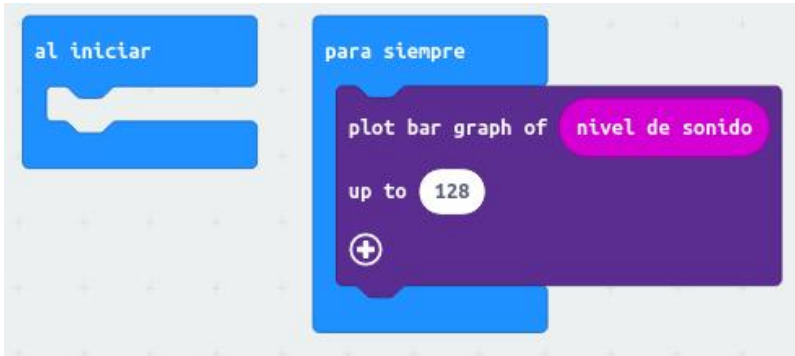 al iniciar
para siempre
plot bar graph of nivel de sonido
up to 128